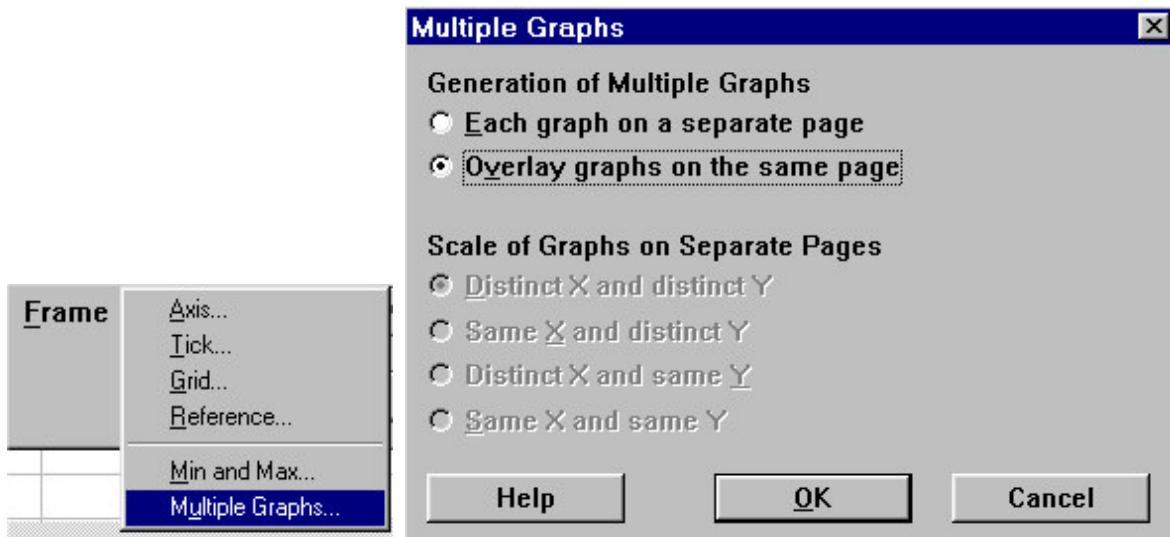 Multiple Graphs
Generation of Multiple Graphs
Each graph on a separate page
Overlay graphs on the same page
Scale of Graphs on Separate Pages
Distinct X and distinct Y
Same X and distinct Y
Distinct X and same Y
Same X and same Y
Help OK Cancel
Frame
Axis...
Tick...
Grid...
Reference...
Min and Max...
Multiple Graphs...